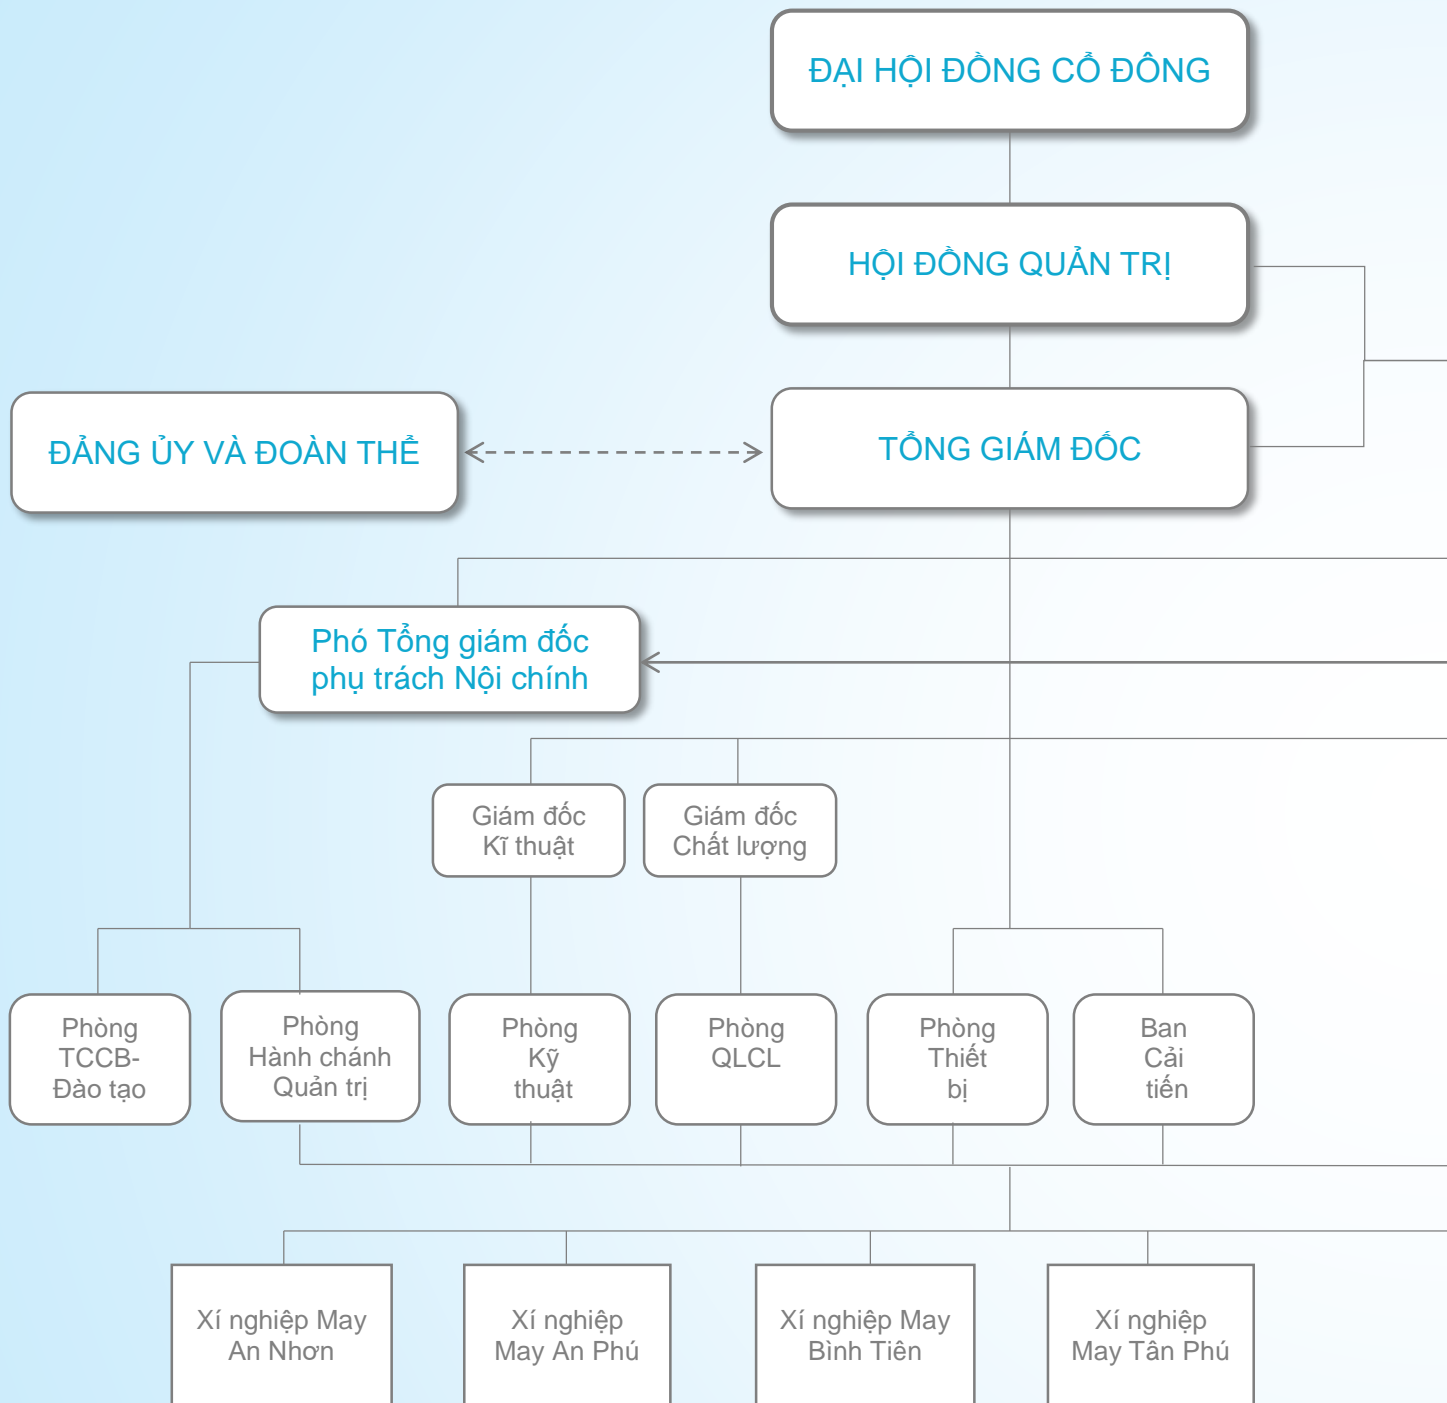 ĐẠI HỘI ĐỒNG CỔ ĐÔNG
HỘI ĐỒNG QUẢN TRỊ
ĐẢNG ỦY VÀ ĐOÀN THỂ
TỔNG GIÁM ĐỐC
Phó Tổng giám đốc
phụ trách Nội chính
Giám đốc
Kĩ thuật
Giám đốc
Chất lượng
Phòng
TCCB-
Đào tạo
Phòng
Hành chánh
Quản trị
Phòng
Kỹ
thuật
Phòng
QLCL
Phòng
Thiết
bị
Ban
Cải
tiến
Xí nghiệp May
An Nhơn
Xí nghiệp
May An Phú
Xí nghiệp May
Bình Tiên
Xí nghiệp
May Tân Phú